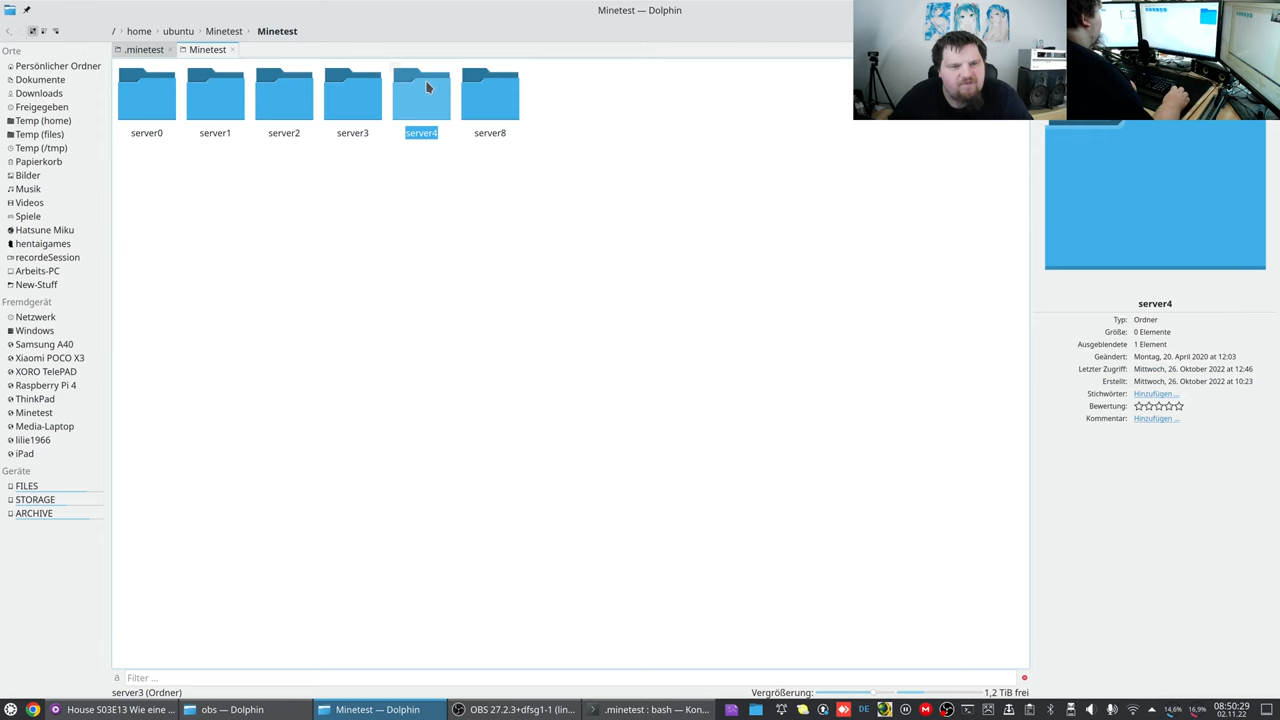 Minetest — Dolphin
/ home ubuntu Minetest Minetest
.minetest
Minetest
Orte
Persönlicher Ordner
Dokumente
Downloads
Freigegeben
Temp (home)
Temp (files)
Temp (/tmp)
Papierkorb
Bilder
Musik
Videos
Spiele
Hatsune Miku
hentaigames
recordeSession
Arbeits-PC
New-Stuff
Fremdgerät
Netzwerk
Windows
Samsung A40
Xiaomi POCO X3
XORO TelePAD
Raspberry Pi 4
ThinkPad
Minetest
Media-Laptop
lilie1966
iPad
Geräte
FILES
STORAGE
ARCHIVE
server0
server1
server2
server3
server4
server8
server4
Typ: Ordner
Größe: 0 Elemente
Ausgeblendete 1 Element
Geändert: Montag, 20. April 2020 at 12:03
Letzter Zugriff: Mittwoch, 26. Oktober 2022 at 12:46
Erstellt: Mittwoch, 26. Oktober 2022 at 10:23
Stichwörter: Hinzufügen ...
Bewertung:
Kommentar: Hinzufügen ...
Filter ...
server3 (Ordner)
Vergrößerung:
1,2 TiB frei
House S03E13 Wie eine ...
obs — Dolphin
Minetest — Dolphin
OBS 27.2.3+dfsg1-1 (lin...
.minetest : bash — Kon...
DE
14,6%
16,9%
08:50:29
02.11.22